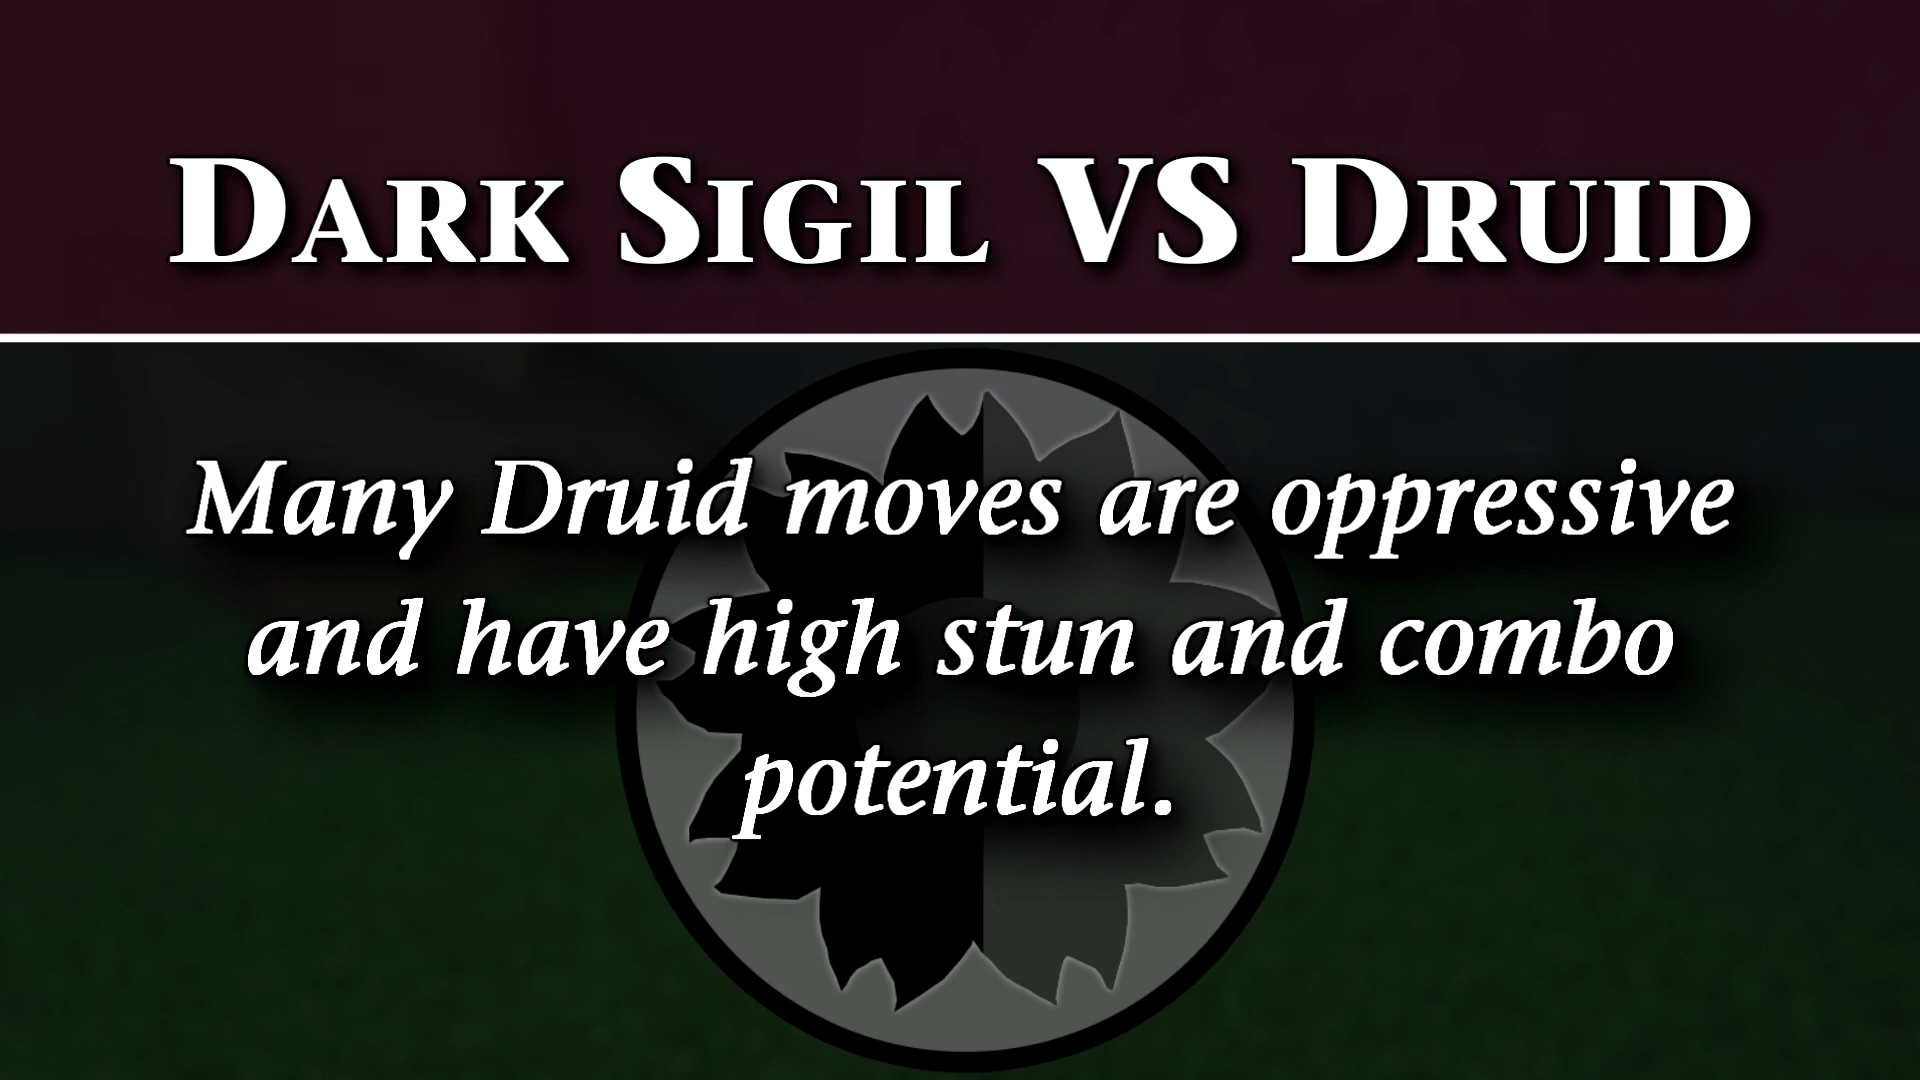 Dark Sigil VS Druid
Many Druid moves are oppressive
and have high stun and combo
potential.